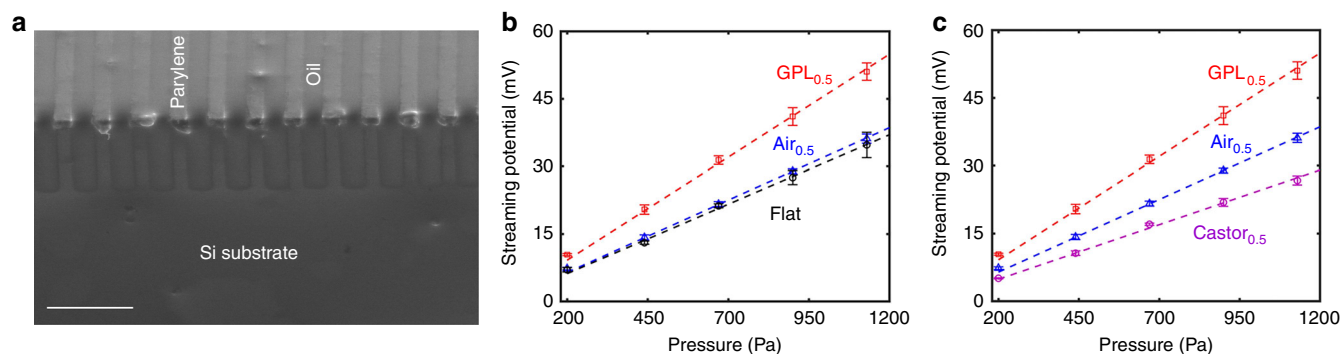 a
Parylene
Oil
Si substrate
b
Streaming potential (mV)
60
45
30
15
0
GPL0.5
Air0.5
Flat
200
450
700
950
1200
Pressure (Pa)
c
Streaming potential (mV)
60
45
30
15
0
GPL0.5
Air0.5
Castor0.5
200
450
700
950
1200
Pressure (Pa)